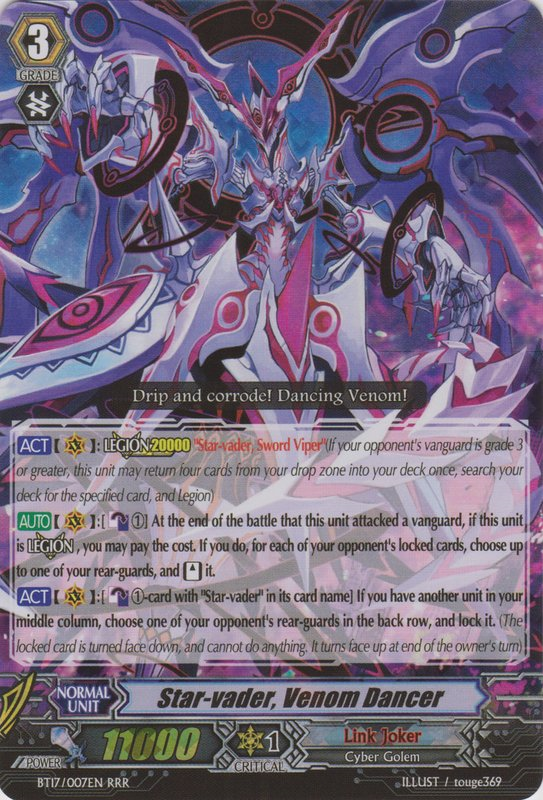 3
GRADE
Drip and corrode! Dancing Venom!
ACT [ ]: LEGION 20000 "Star-vader, Sword Viper"(If your opponent's vanguard is grade 3
or greater, this unit may return four cards from your drop zone into your deck once, search your
deck for the specified card, and Legion)
AUTO [ ]:[ ①] At the end of the battle that this unit attacked a vanguard, if this unit
is LEGION, you may pay the cost. If you do, for each of your opponent's locked cards, choose up
to one of your rear-guards, and it.
ACT [ ]:[ ①-card with "Star-vader" in its card name] If you have another unit in your
middle column, choose one of your opponent's rear-guards in the back row, and lock it. (The
locked card is turned face down, and cannot do anything. It turns face up at end of the owner's turn)
NORMAL
UNIT
Star-vader, Venom Dancer
POWER
11000
1
CRITICAL
Link Joker
Cyber Golem
BT17/007EN RRR
ILLUST / touge369